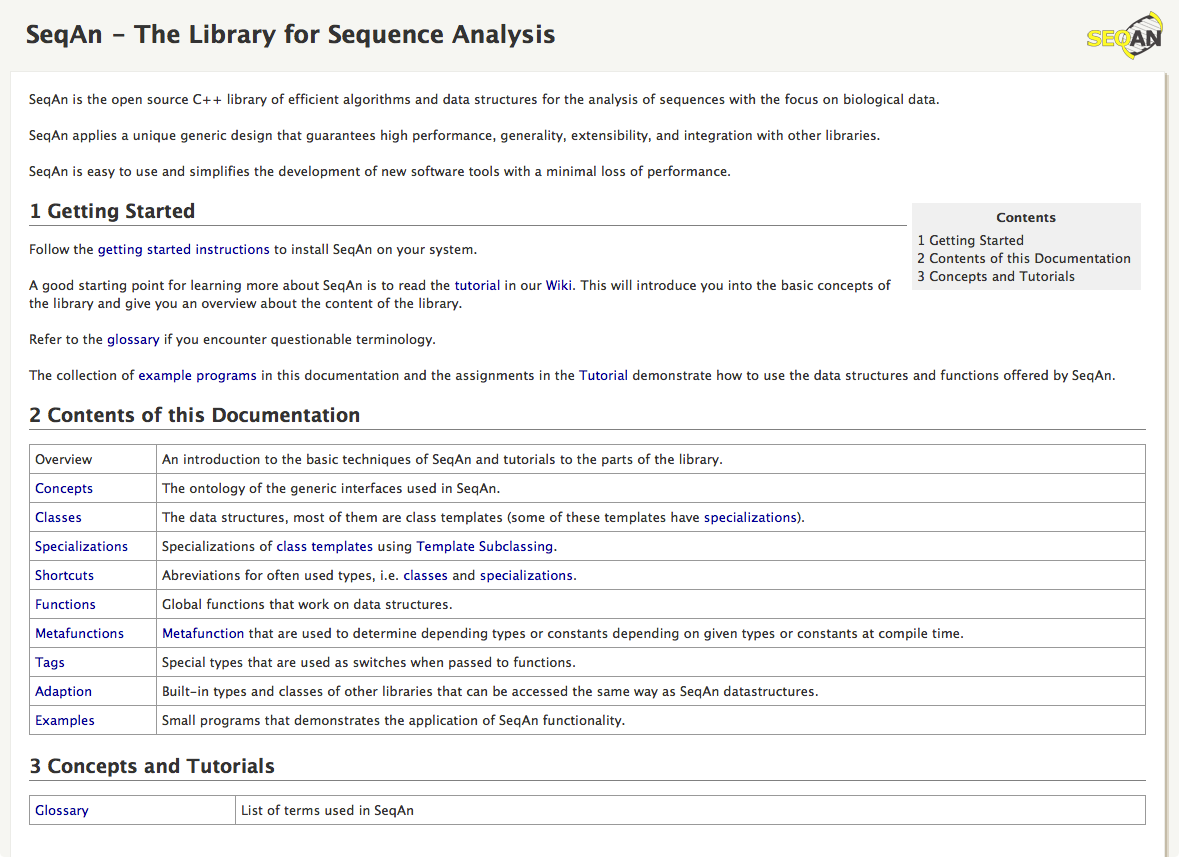 SeqAn – The Library for Sequence Analysis
SEQAN
SeqAn is the open source C++ library of efficient algorithms and data structures for the analysis of sequences with the focus on biological data.
SeqAn applies a unique generic design that guarantees high performance, generality, extensibility, and integration with other libraries.
SeqAn is easy to use and simplifies the development of new software tools with a minimal loss of performance.
1 Getting Started
Contents
1 Getting Started
2 Contents of this Documentation
3 Concepts and Tutorials
Follow the getting started instructions to install SeqAn on your system.
A good starting point for learning more about SeqAn is to read the tutorial in our Wiki. This will introduce you into the basic concepts of
the library and give you an overview about the content of the library.
Refer to the glossary if you encounter questionable terminology.
The collection of example programs in this documentation and the assignments in the Tutorial demonstrate how to use the data structures and functions offered by SeqAn.
2 Contents of this Documentation
Overview An introduction to the basic techniques of SeqAn and tutorials to the parts of the library.
Concepts The ontology of the generic interfaces used in SeqAn.
Classes The data structures, most of them are class templates (some of these templates have specializations).
Specializations Specializations of class templates using Template Subclassing.
Shortcuts Abreviations for often used types, i.e. classes and specializations.
Functions Global functions that work on data structures.
Metafunctions Metafunction that are used to determine depending types or constants depending on given types or constants at compile time.
Tags Special types that are used as switches when passed to functions.
Adaption Built-in types and classes of other libraries that can be accessed the same way as SeqAn datastructures.
Examples Small programs that demonstrates the application of SeqAn functionality.
3 Concepts and Tutorials
Glossary List of terms used in SeqAn